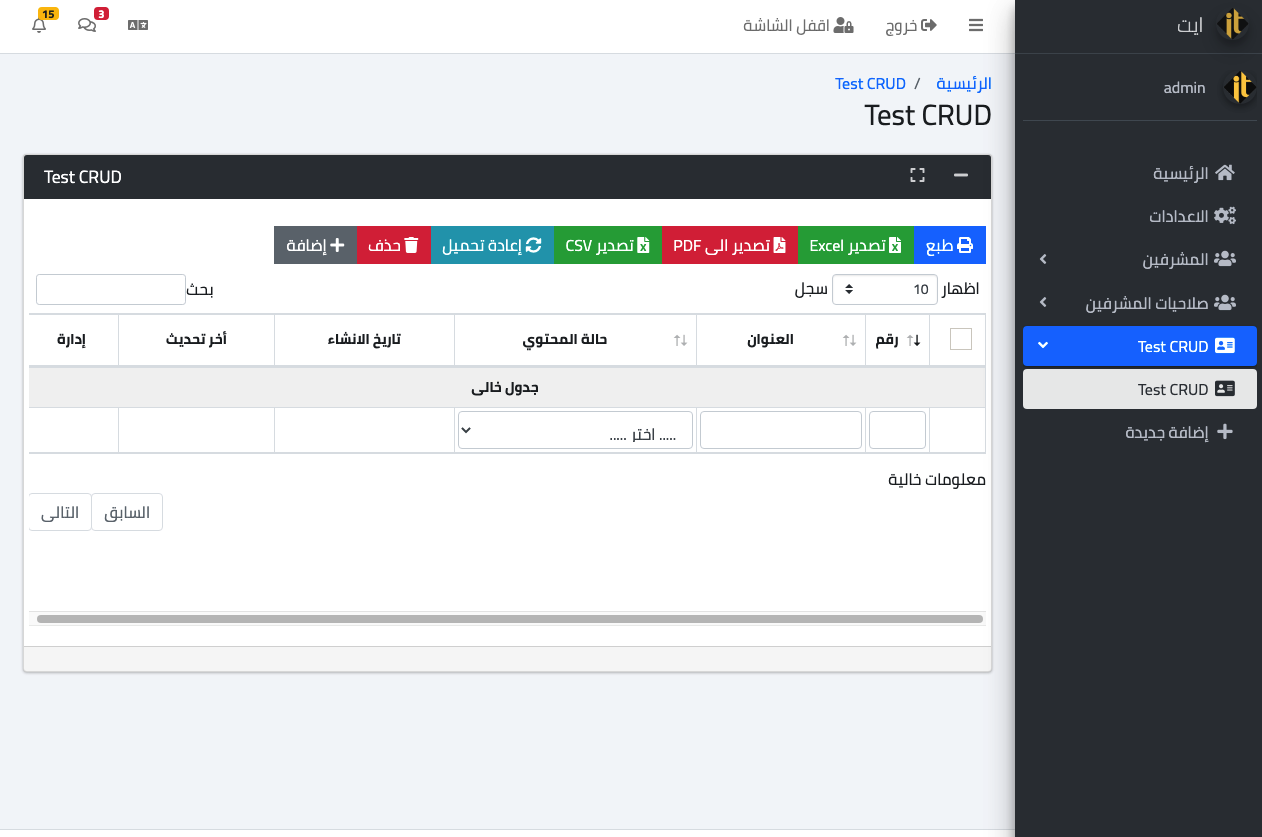 ايت
admin
الرئيسية
الاعدادات
المشرفين
صلاحيات المشرفين
Test CRUD
Test CRUD
إضافة جديدة
خروج
اقفل الشاشة
3
15
الرئيسية / Test CRUD
Test CRUD
Test CRUD
طبع تصدير Excel تصدير الى PDF تصدير CSV إعادة تحميل حذف إضافة
اظهار 10 سجل
بحث
رقم العنوان حالة المحتوي تاريخ الانشاء أخر تحديث إدارة
جدول خالى
..... اختر .....
معلومات خالية
السابق التالى